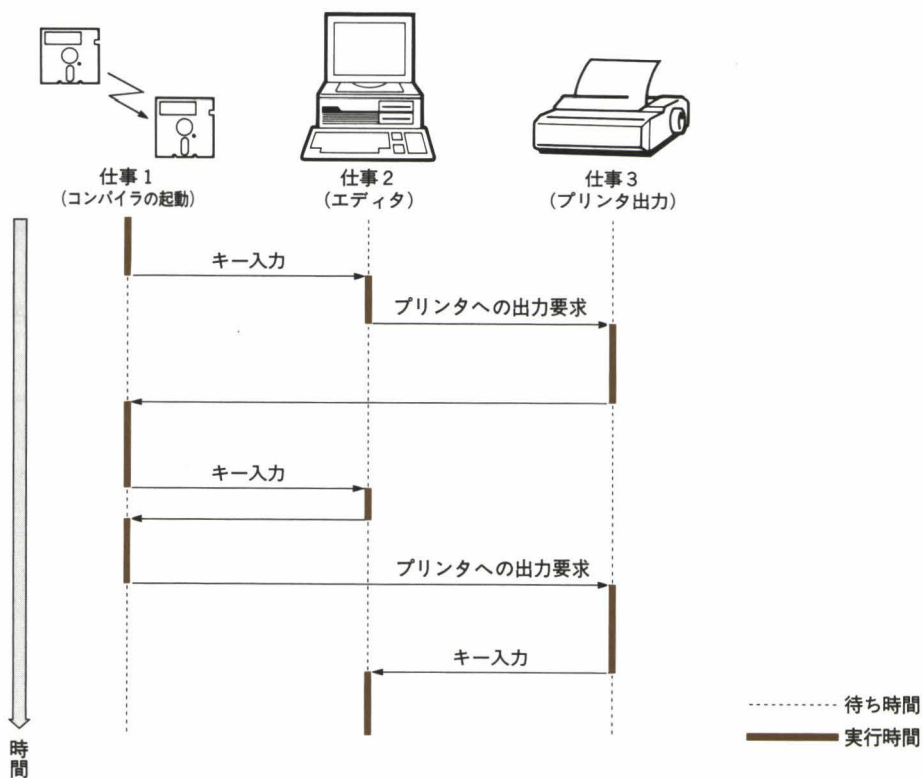 仕事1
(コンパイラの起動)
仕事2
(エディタ)
仕事3
(プリンタ出力)
キー入力
プリンタへの出力要求
キー入力
プリンタへの出力要求
キー入力
待ち時間
実行時間
時間